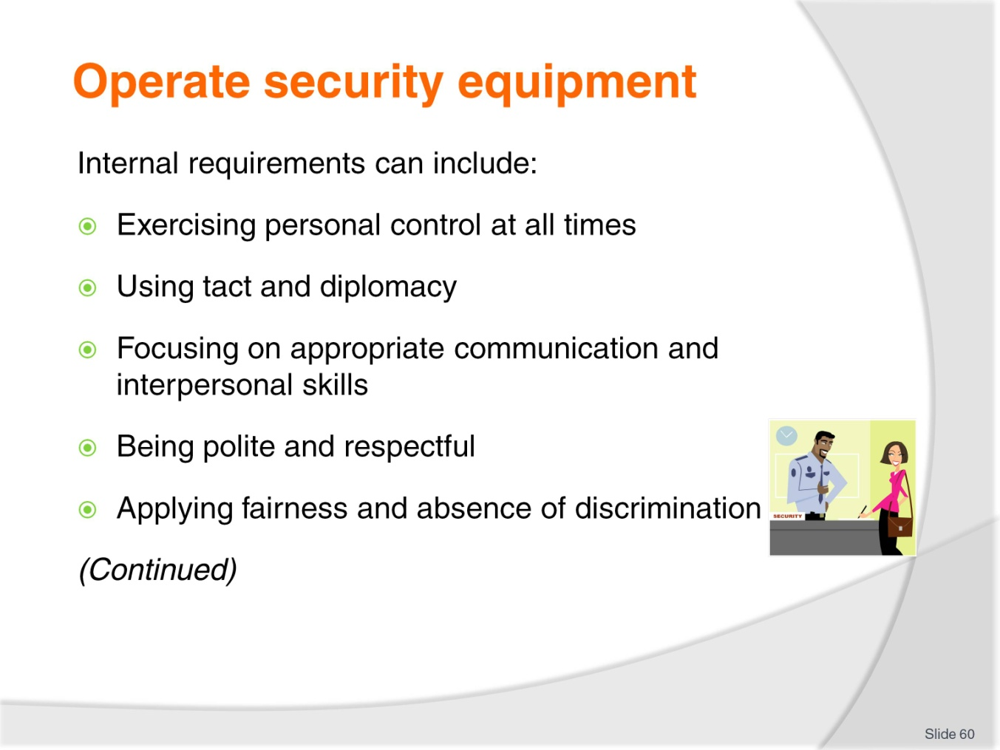 Operate security equipment
Internal requirements can include:
Exercising personal control at all times
Using tact and diplomacy
Focusing on appropriate communication and
interpersonal skills
Being polite and respectful
Applying fairness and absence of discrimination
SECURITY
(Continued)
Slide 60